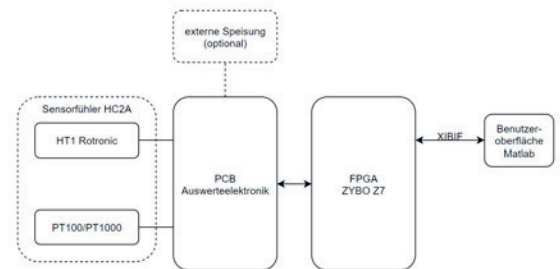 externe Speisung
(optional)
Sensorfühler HC2A
HT1 Rotronic
PT100/PT1000
PCB
Auswerteelektronik
FPGA
ZYBO Z7
XIBIF
Benutzer-
oberfläche
Matlab